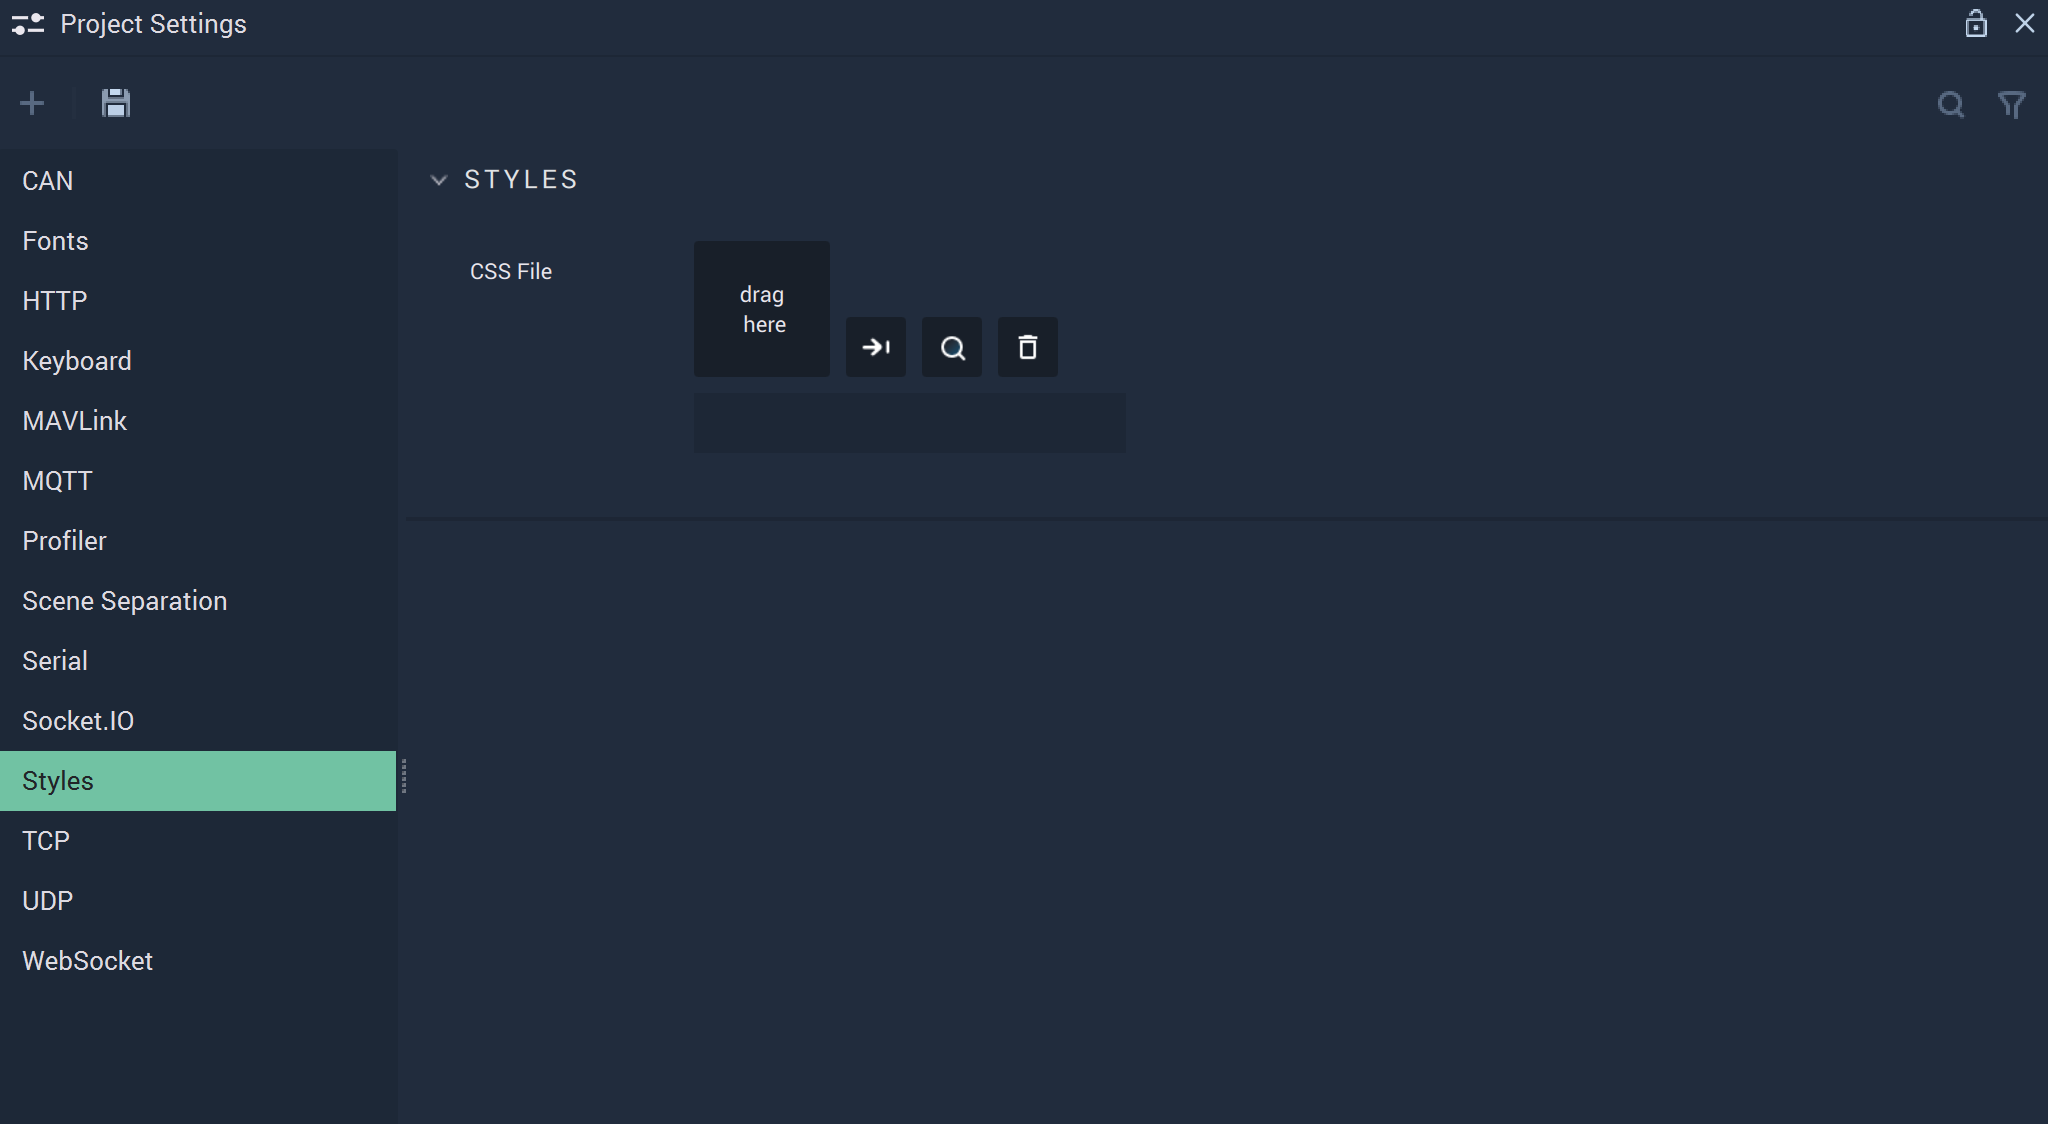 Project Settings
CAN
Fonts
HTTP
Keyboard
MAVLink
MQTT
Profiler
Scene Separation
Serial
Socket.IO
Styles
TCP
UDP
WebSocket
STYLES
CSS File
drag
here